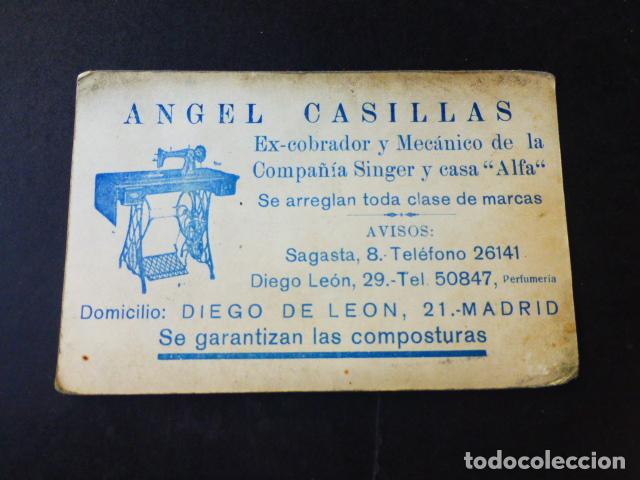 ANGEL CASILLAS
Ex-cobrador y Mecánico de la
Compañía Singer y casa "Alfa"
Se arreglan toda clase de marcas
AVISOS:
Sagasta, 8.-Teléfono 26141
Diego León, 29.-Tel. 50847, Perfumería
Domicilio: DIEGO DE LEON, 21.-MADRID
Se garantizan las composturas
todocoleccion.net